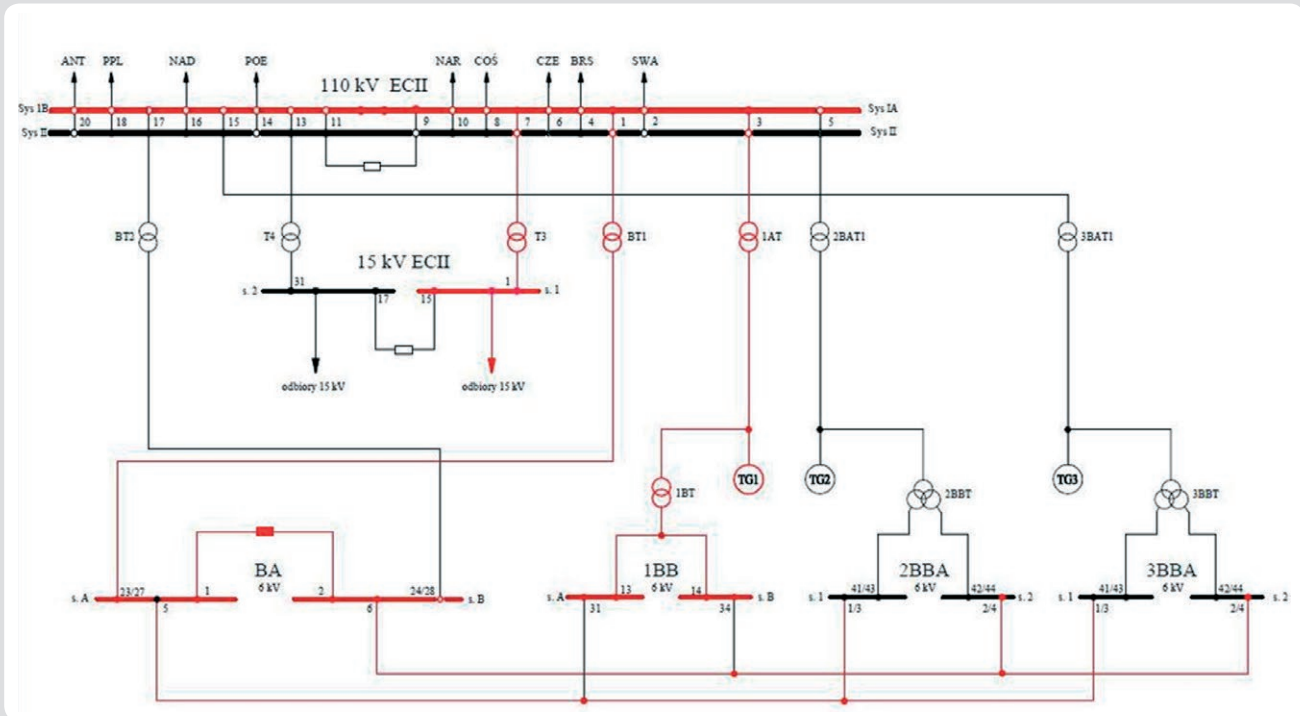 ANT PPL NAD POE NAR COŚ CZE BRS SWA
110 kV ECII
Sys 1B Sys IA
20 18 17 16 15 14 13 11 9 10 8 7 6 4 1 2 3 5
Sys II Sys II
BT2 T4 T3 BT1 1AT 2BAT1 3BAT1
15 kV ECII
s. 2 31 17 15 1 s. 1
odbiory 15 kV odbiory 15 kV
TG1 TG2 TG3
1BT 2BBT 3BBT
BA 1BB 2BBA 3BBA
6 kV 6 kV 6 kV 6 kV
s. A 23/27 1 2 24/28 s. B s. A 13 14 s. B s. 1 41/43 42/44 s. 2 s. 1 41/43 42/44 s. 2
5 6 31 34 1/3 2/4 1/3 2/4